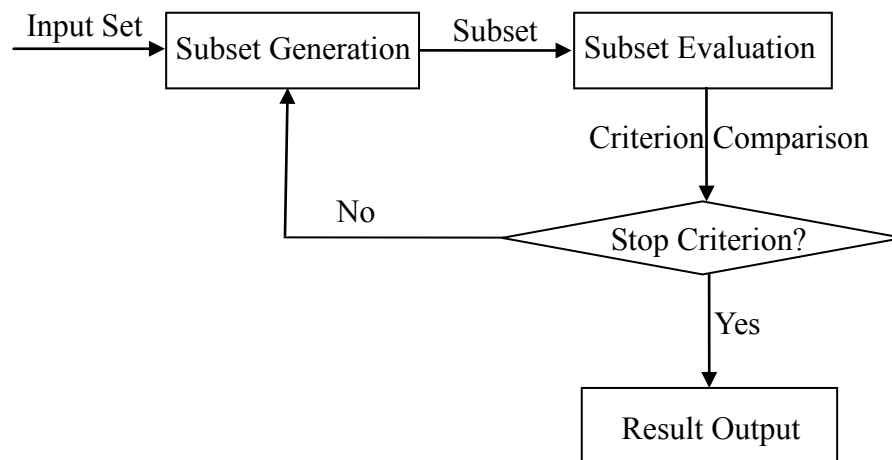 Input Set
Subset Generation
Subset
Subset Evaluation
Criterion Comparison
No
Stop Criterion?
Yes
Result Output